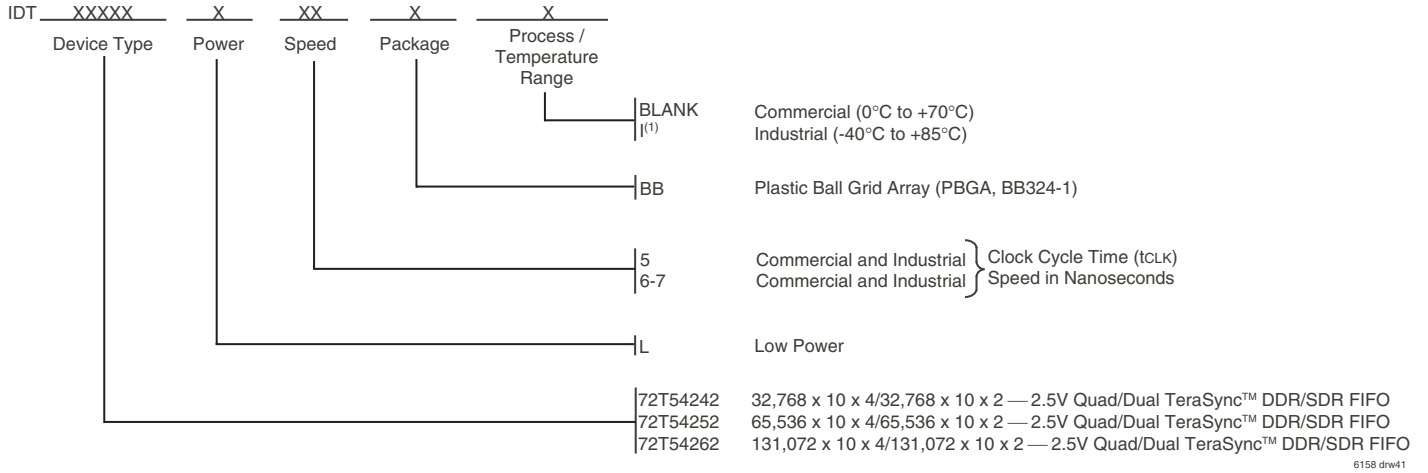 IDT XXXXX X XX X X
Device Type Power Speed Package Process /
Temperature
Range
BLANK Commercial (0°C to +70°C)
I(1) Industrial (-40°C to +85°C)
BB Plastic Ball Grid Array (PBGA, BB324-1)
5 Commercial and Industrial Clock Cycle Time (tCLK)
6-7 Commercial and Industrial Speed in Nanoseconds
L Low Power
72T54242 32,768 x 10 x 4/32,768 x 10 x 2 — 2.5V Quad/Dual TeraSync™ DDR/SDR FIFO
72T54252 65,536 x 10 x 4/65,536 x 10 x 2 — 2.5V Quad/Dual TeraSync™ DDR/SDR FIFO
72T54262 131,072 x 10 x 4/131,072 x 10 x 2 — 2.5V Quad/Dual TeraSync™ DDR/SDR FIFO
6158 drw41